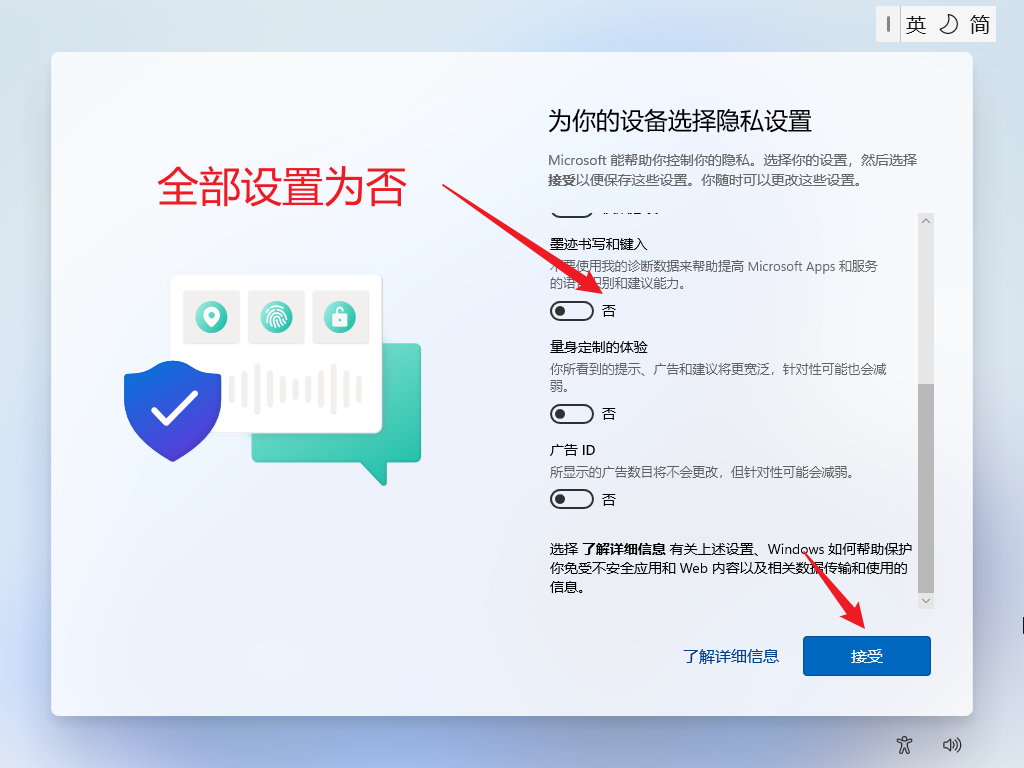 英 简
为你的设备选择隐私设置
Microsoft 能帮助你控制你的隐私。选择你的设置，然后选择
接受以便保存这些设置。你随时可以更改这些设置。
全部设置为否
墨迹书写和键入
不要使用我的诊断数据来帮助提高 Microsoft Apps 和服务
的语言识别和建议能力。
否
量身定制的体验
你所看到的提示、广告和建议将更宽泛，针对性可能也会减
弱。
否
广告 ID
所显示的广告数目将不会更改，但针对性可能会减弱。
否
选择 了解详细信息 有关上述设置、Windows 如何帮助保护
你免受不安全应用和 Web 内容以及相关数据传输和使用的
信息。
了解详细信息
接受